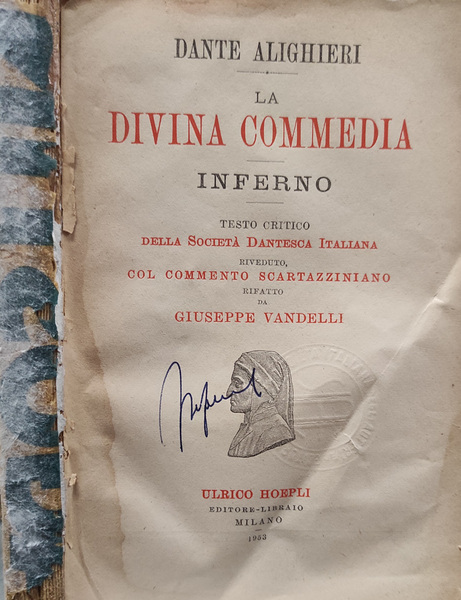 DANTE ALIGHIERI
LA
DIVINA COMMEDIA
INFERNO
TESTO CRITICO
DELLA SOCIETÀ DANTESCA ITALIANA
RIVEDUTO,
COL COMMENTO SCARTAZZINIANO
RIFATTO
DA
GIUSEPPE VANDELLI
ULRICO HOEPLI
EDITORE-LIBRAIO
MILANO
1953